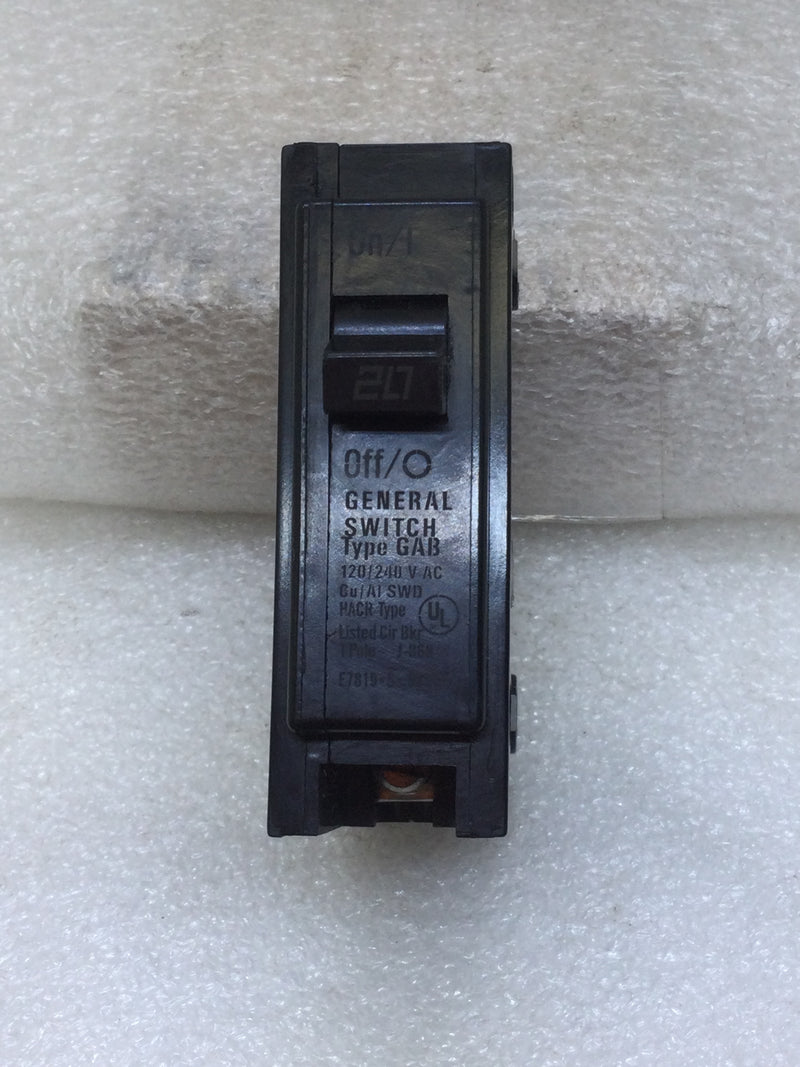 On/I
20
Off/O
GENERAL
SWITCH
Type GAB
120/240 V AC
Cu/Al SWD
HACR Type
UL
Listed Cir Bkr
1 Pole